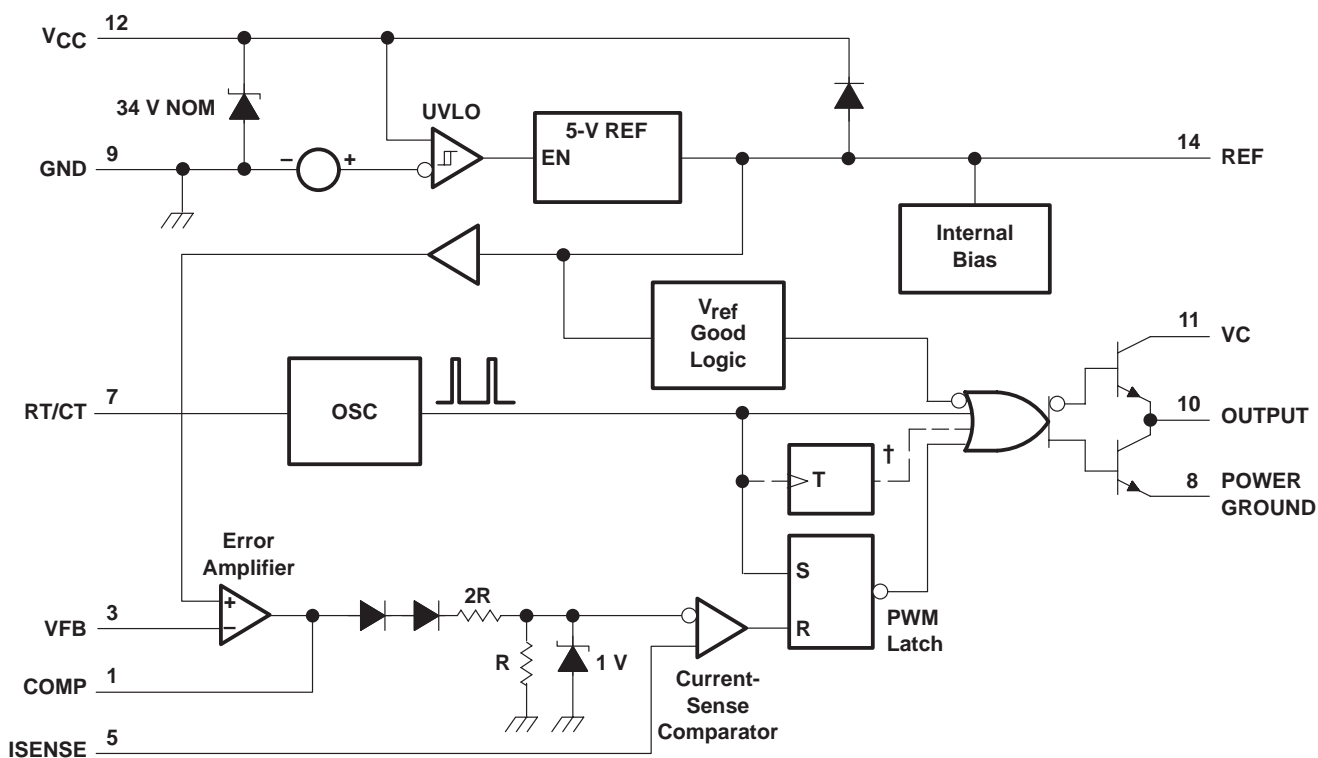 12
VCC
34 V NOM
UVLO
5-V REF
EN
9
GND
−
+
14
REF
Internal
Bias
Vref
Good
Logic
11
VC
7
RT/CT
OSC
10
OUTPUT
†
T
8
POWER
GROUND
Error
Amplifier
+
−
3
VFB
2R
S
R
PWM
Latch
R
1 V
1
COMP
Current-
Sense
Comparator
5
ISENSE